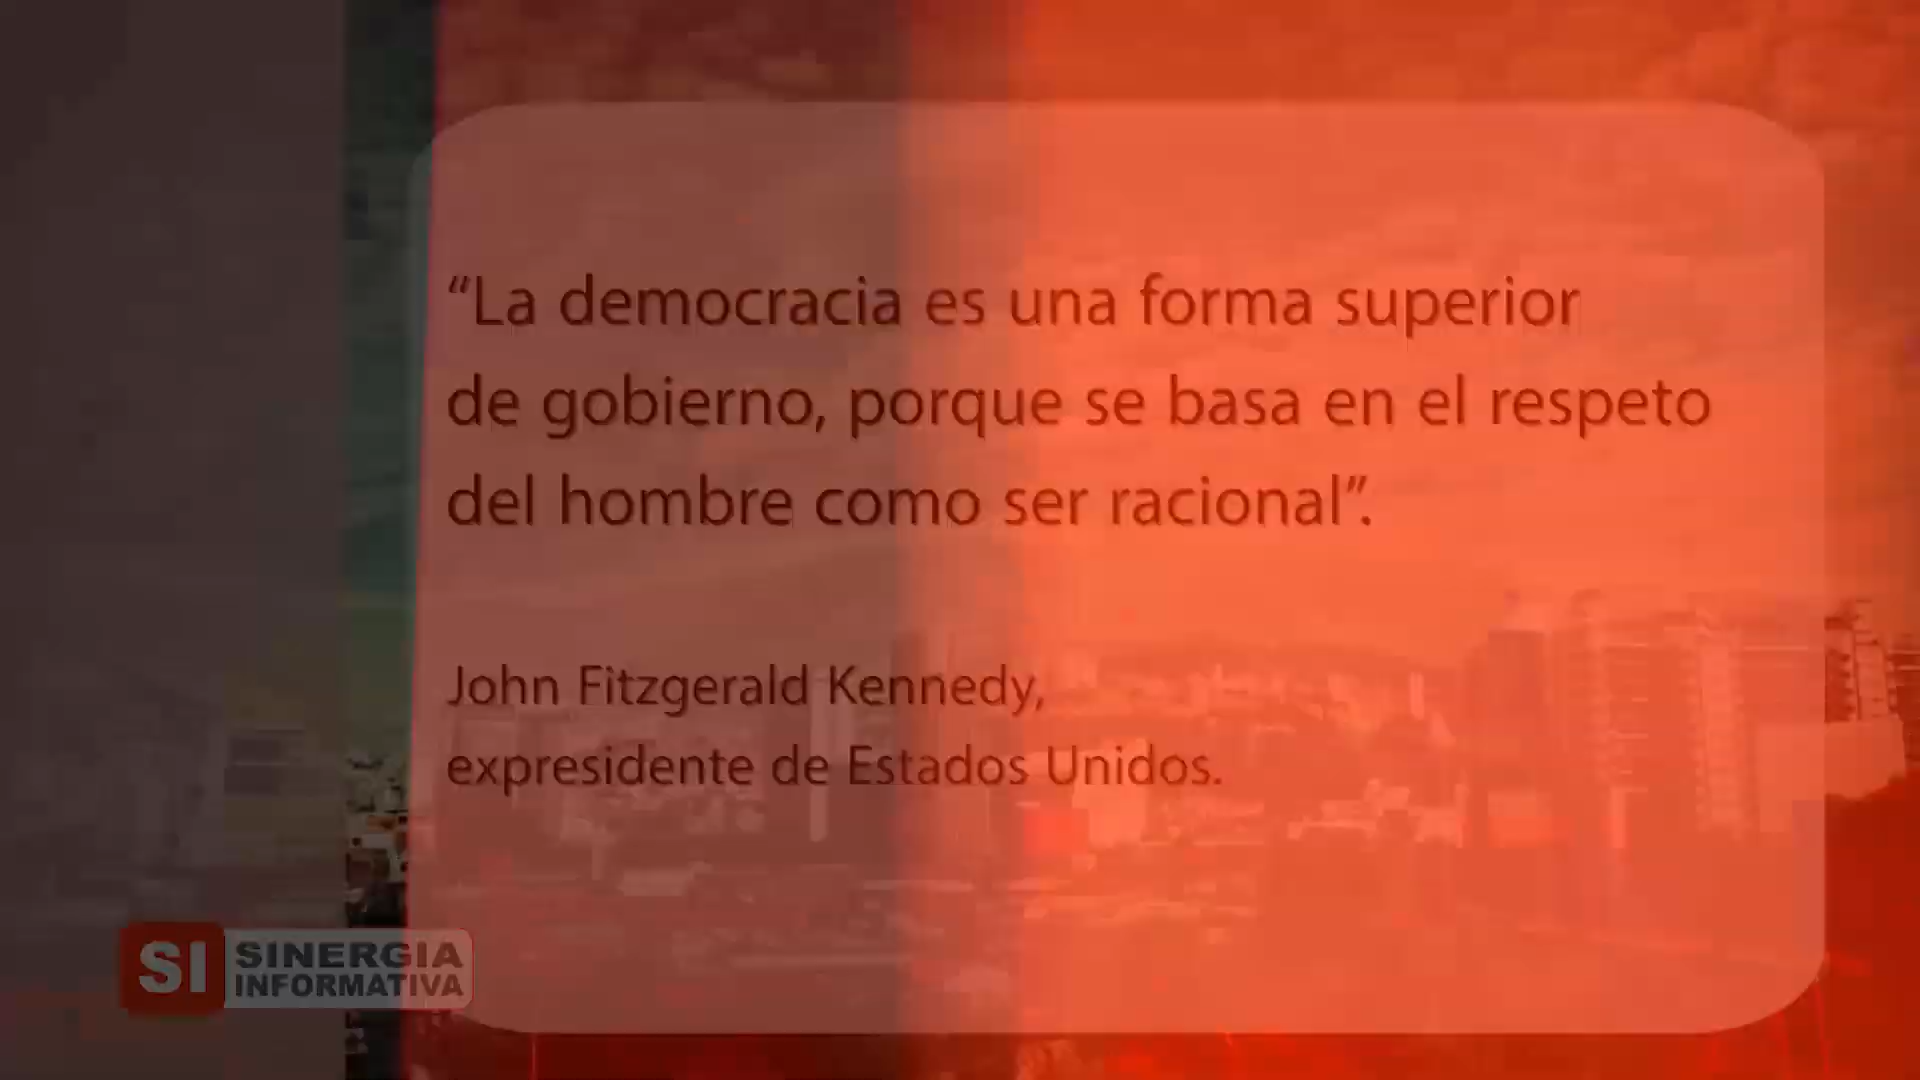 “La democracia es una forma superior
de gobierno, porque se basa en el respeto
del hombre como ser racional”.
John Fitzgerald Kennedy,
expresidente de Estados Unidos.
SI SINERGIA
INFORMATIVA